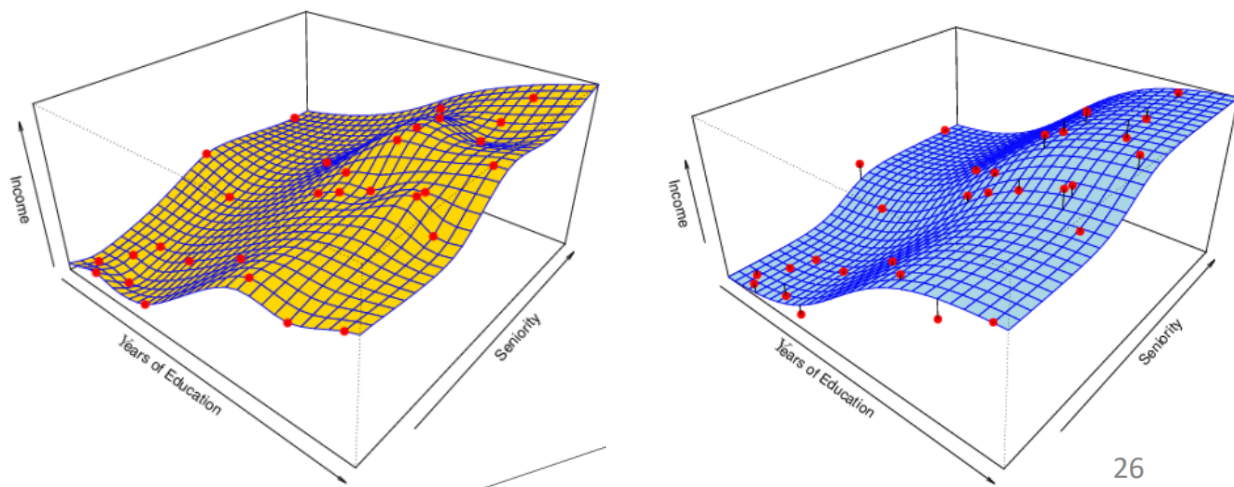 Income
Years of Education
Seniority
Income
Years of Education
Seniority
26